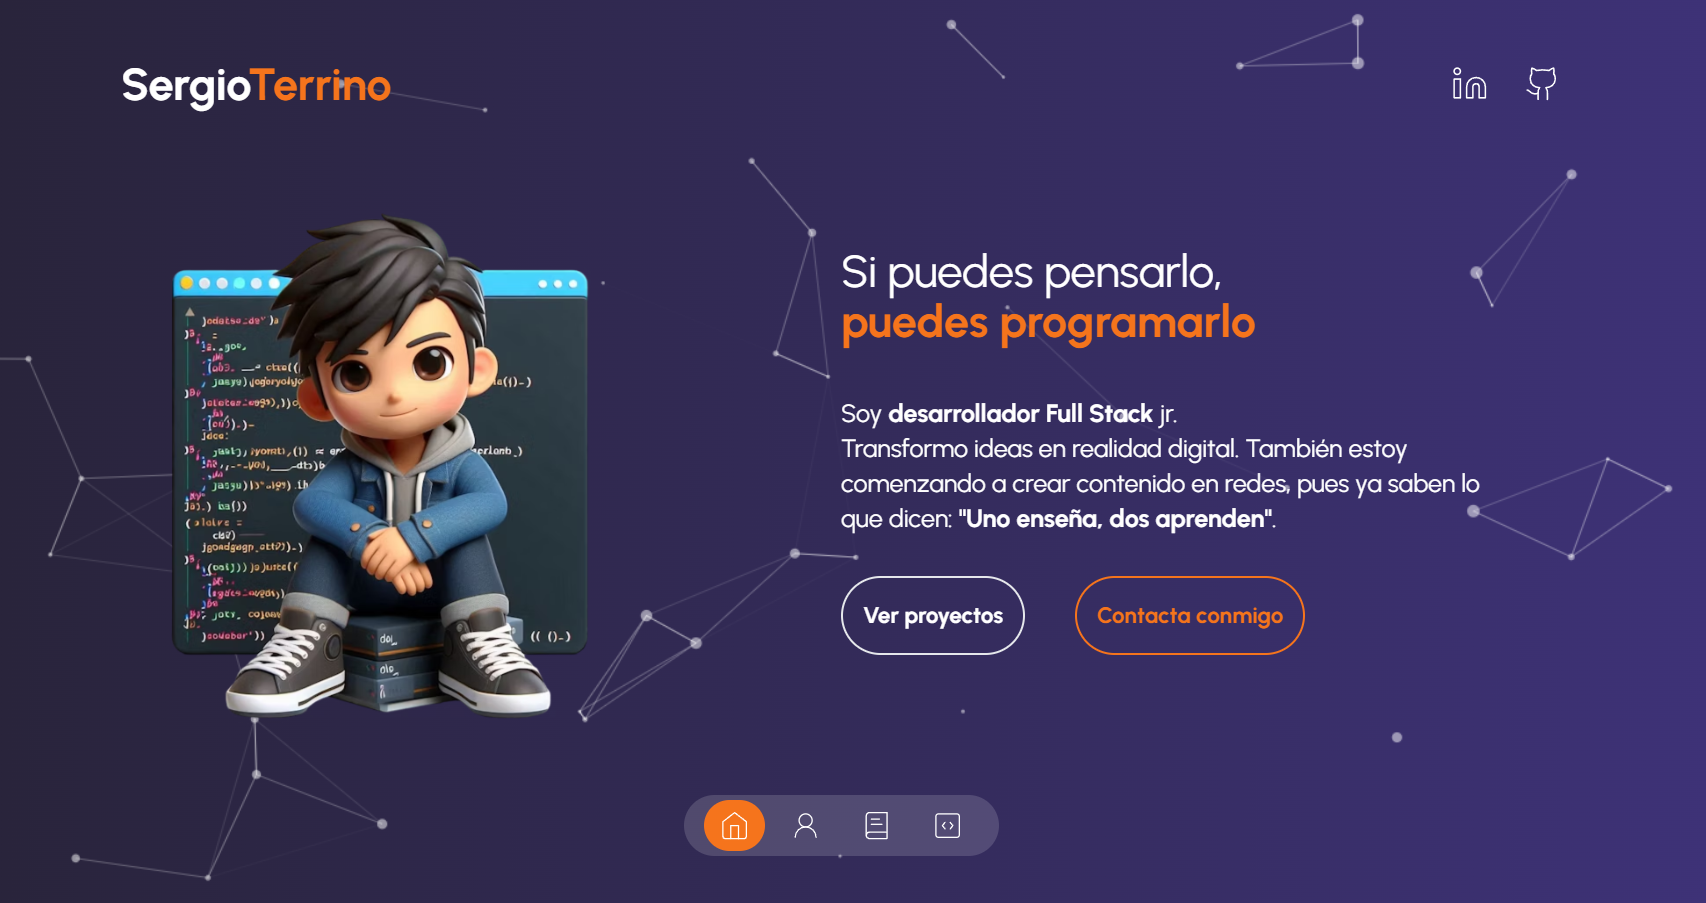 SergioTerrino
Si puedes pensarlo,
puedes programarlo
Soy desarrollador Full Stack jr.
Transformo ideas en realidad digital. También estoy
comenzando a crear contenido en redes, pues ya saben lo
que dicen: "Uno enseña, dos aprenden".
Ver proyectos
Contacta conmigo